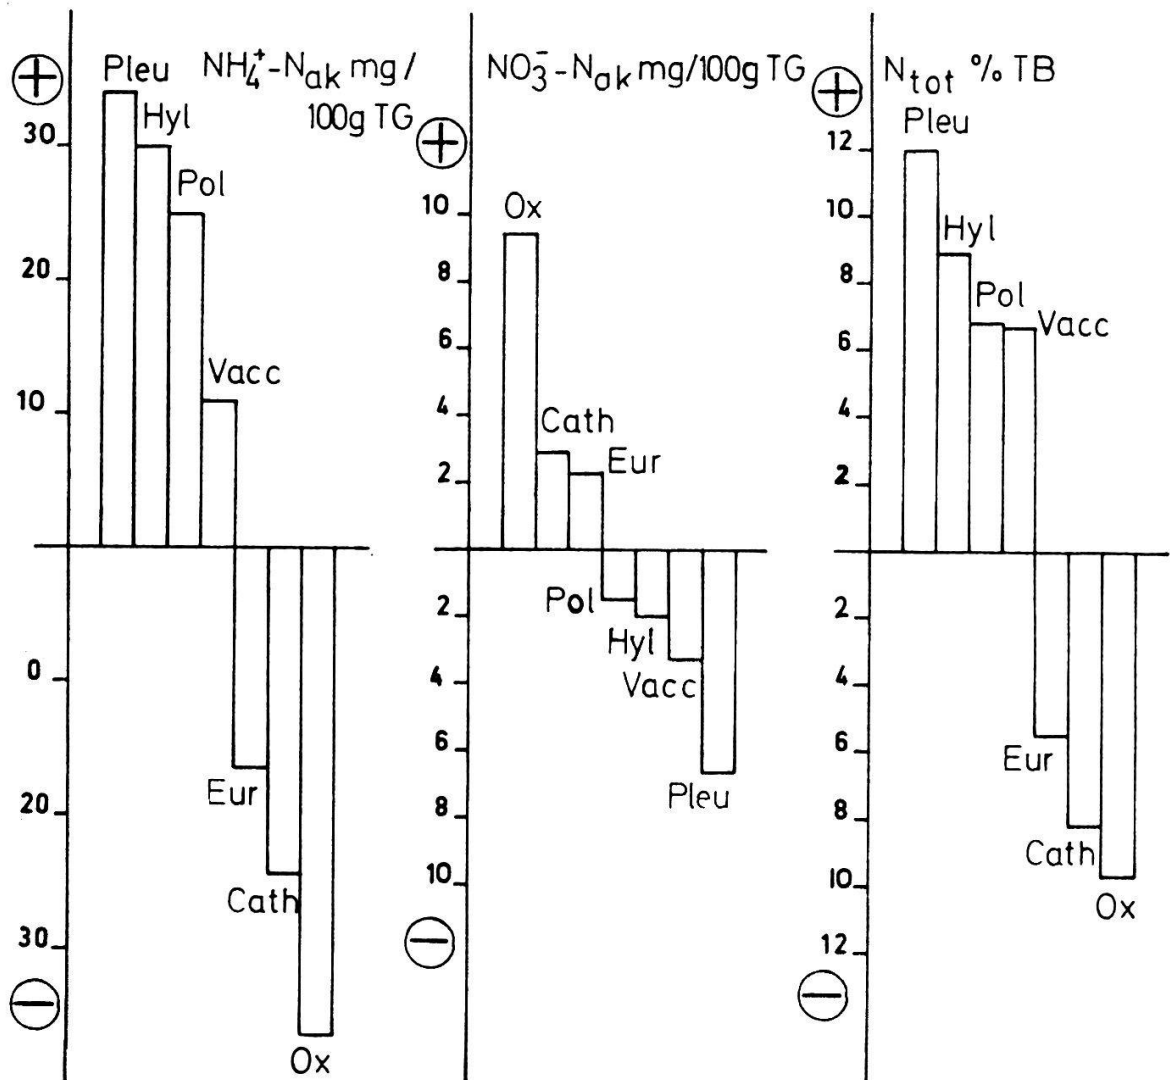 NH₄⁺-Nak mg/
100g TG
+
Pleu
Hyl
Pol
Vacc
30
20
10
0
20
30
Eur
Cath
Ox
−
NO₃⁻-Nak mg/100g TG
+
Ox
Cath
Eur
10
8
6
4
2
2
4
6
8
10
Pol
Hyl
Vacc
Pleu
−
Ntot % TB
+
Pleu
Hyl
Pol
Vacc
12
10
8
6
4
2
2
4
6
8
10
12
Eur
Cath
Ox
−